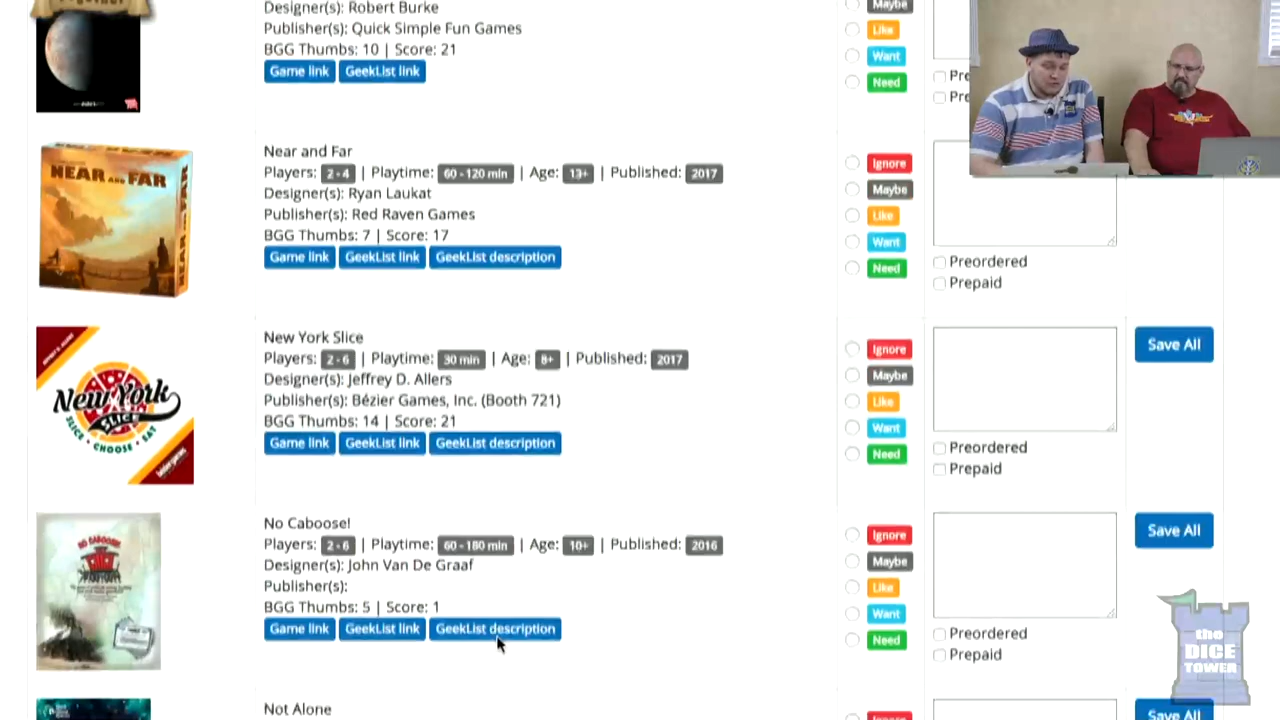 Designer(s): Robert Burke
Publisher(s): Quick Simple Fun Games
BGG Thumbs: 10 | Score: 21
Game link GeekList link
Maybe
Like
Want
Need
Pre
Pre
NEAR AND FAR
NEAR AND FAR
Near and Far
Players: 2 - 4 | Playtime: 60 - 120 min | Age: 13+ | Published: 2017
Designer(s): Ryan Laukat
Publisher(s): Red Raven Games
BGG Thumbs: 7 | Score: 17
Game link GeekList link GeekList description
Ignore
Maybe
Like
Want
Need
Preordered
Prepaid
New York
SLICE
SLICE • CHOOSE • EAT
New York Slice
Players: 2 - 6 | Playtime: 30 min | Age: 8+ | Published: 2017
Designer(s): Jeffrey D. Allers
Publisher(s): Bézier Games, Inc. (Booth 721)
BGG Thumbs: 14 | Score: 21
Game link GeekList link GeekList description
Ignore
Maybe
Like
Want
Need
Preordered
Prepaid
Save All
NO CABOOSE!
No Caboose!
Players: 2 - 6 | Playtime: 60 - 180 min | Age: 10+ | Published: 2016
Designer(s): John Van De Graaf
Publisher(s):
BGG Thumbs: 5 | Score: 1
Game link GeekList link GeekList description
Ignore
Maybe
Like
Want
Need
Preordered
Prepaid
Save All
the
DICE
TOWER
Not Alone
Ignore
Save All